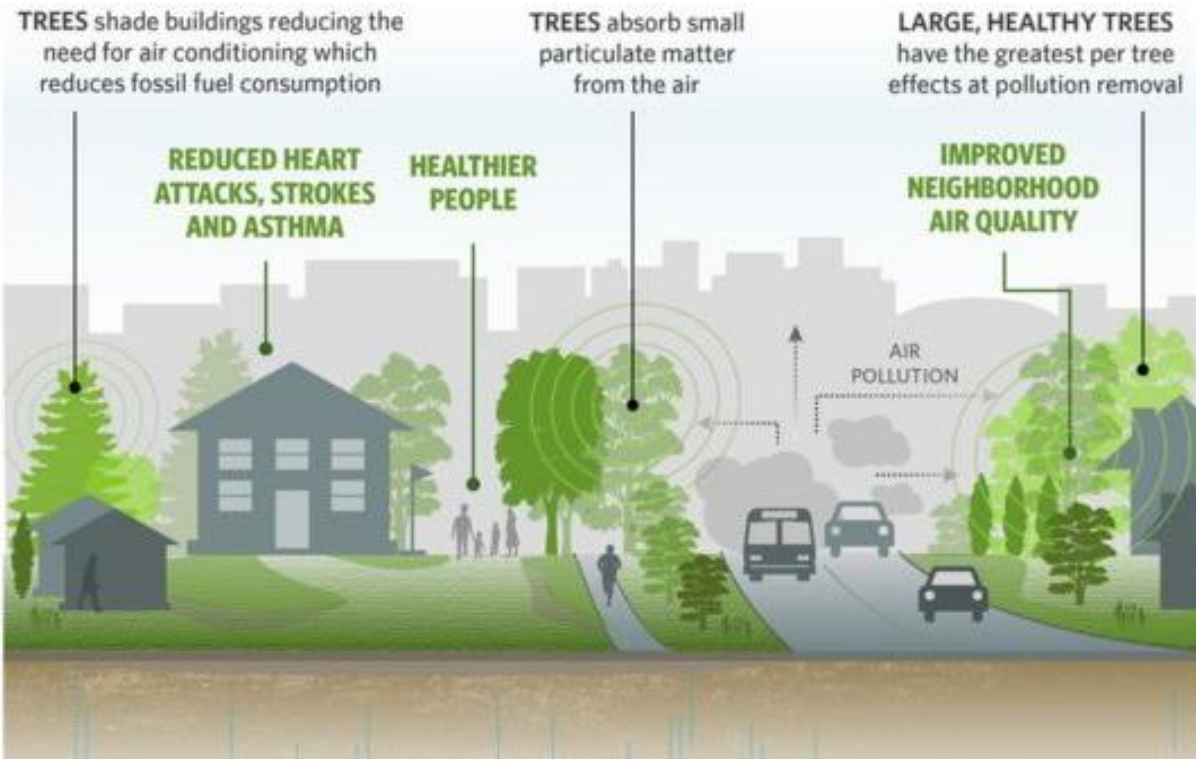 TREES shade buildings reducing the
need for air conditioning which
reduces fossil fuel consumption
TREES absorb small
particulate matter
from the air
LARGE, HEALTHY TREES
have the greatest per tree
effects at pollution removal
REDUCED HEART
ATTACKS, STROKES
AND ASTHMA
HEALTHIER
PEOPLE
IMPROVED
NEIGHBORHOOD
AIR QUALITY
AIR
POLLUTION